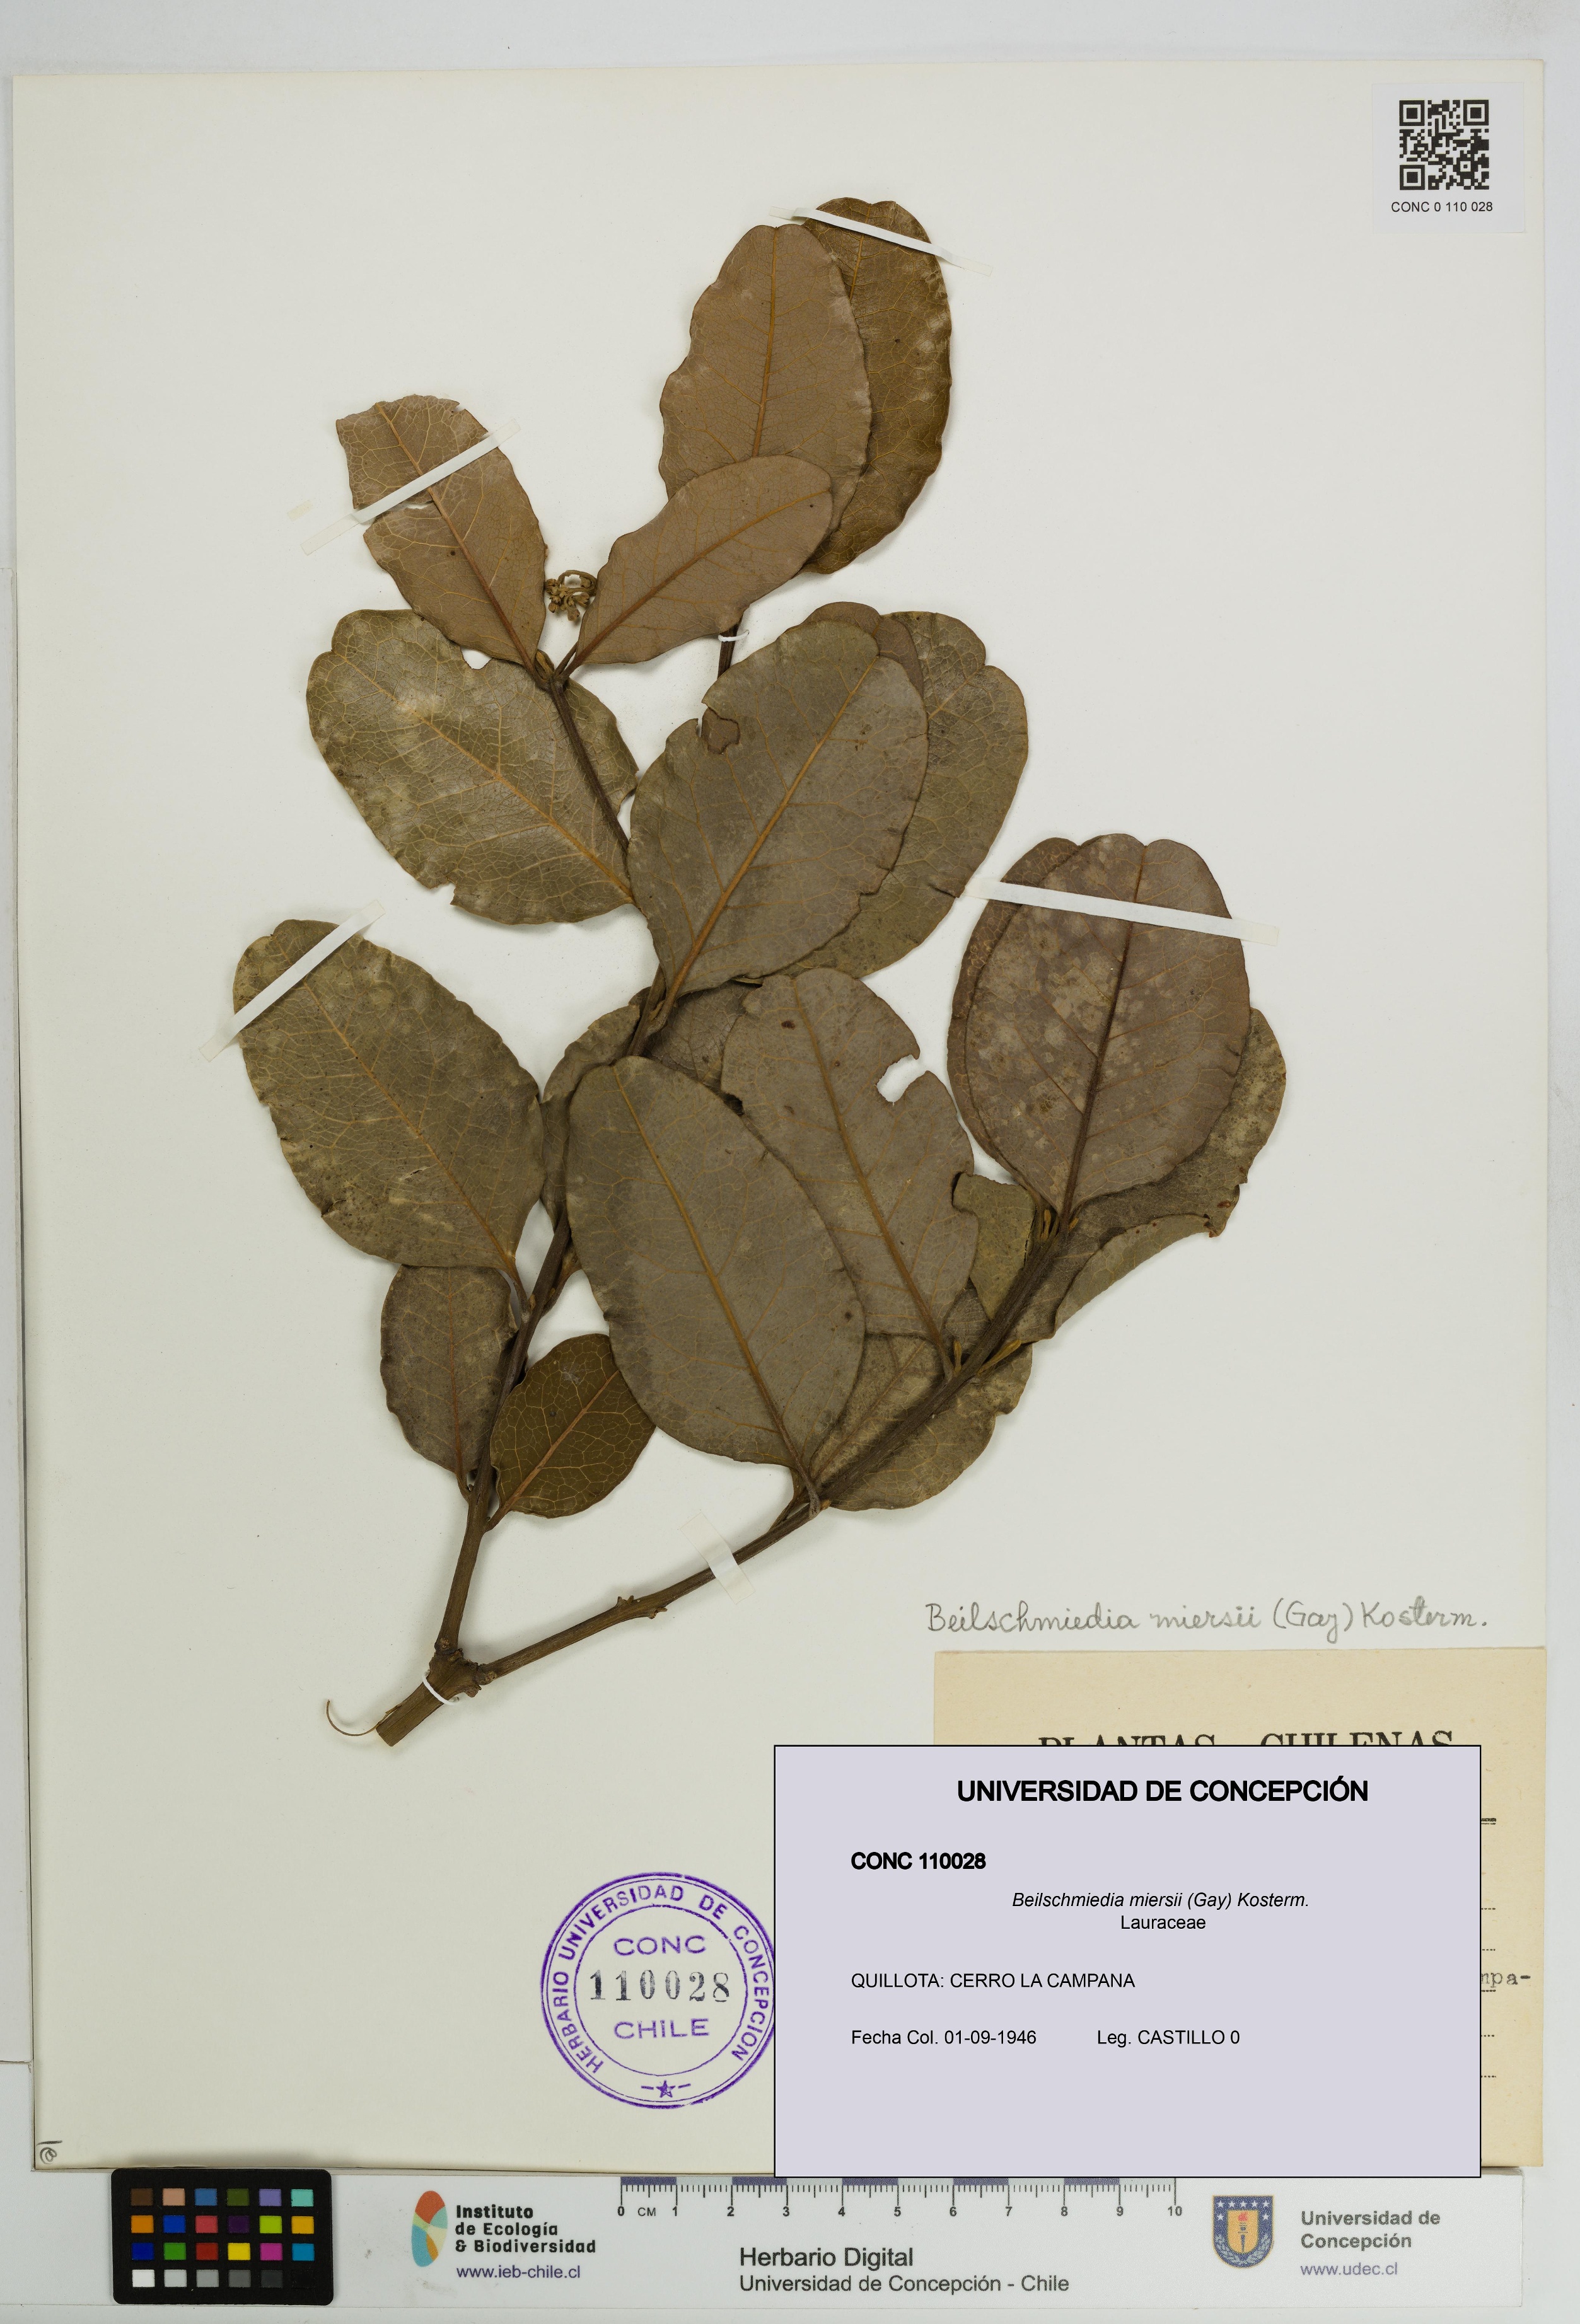 CONC 0 110 028
Beilschmiedia miersii (Gay) Kosterm.
PLANTAS CHILENAS
UNIVERSIDAD DE CONCEPCIÓN
CONC 110028
Beilschmiedia miersii (Gay) Kosterm.
Lauraceae
QUILLOTA: CERRO LA CAMPANA
Fecha Col. 01-09-1946 Leg. CASTILLO 0
HERBARIO UNIVERSIDAD DE CONCEPCION
CONC
110028
CHILE
Instituto
de Ecología
& Biodiversidad
www.ieb-chile.cl
0 CM 1 2 3 4 5 6 7 8 9 10
Herbario Digital
Universidad de Concepción - Chile
Universidad de
Concepción
www.udec.cl